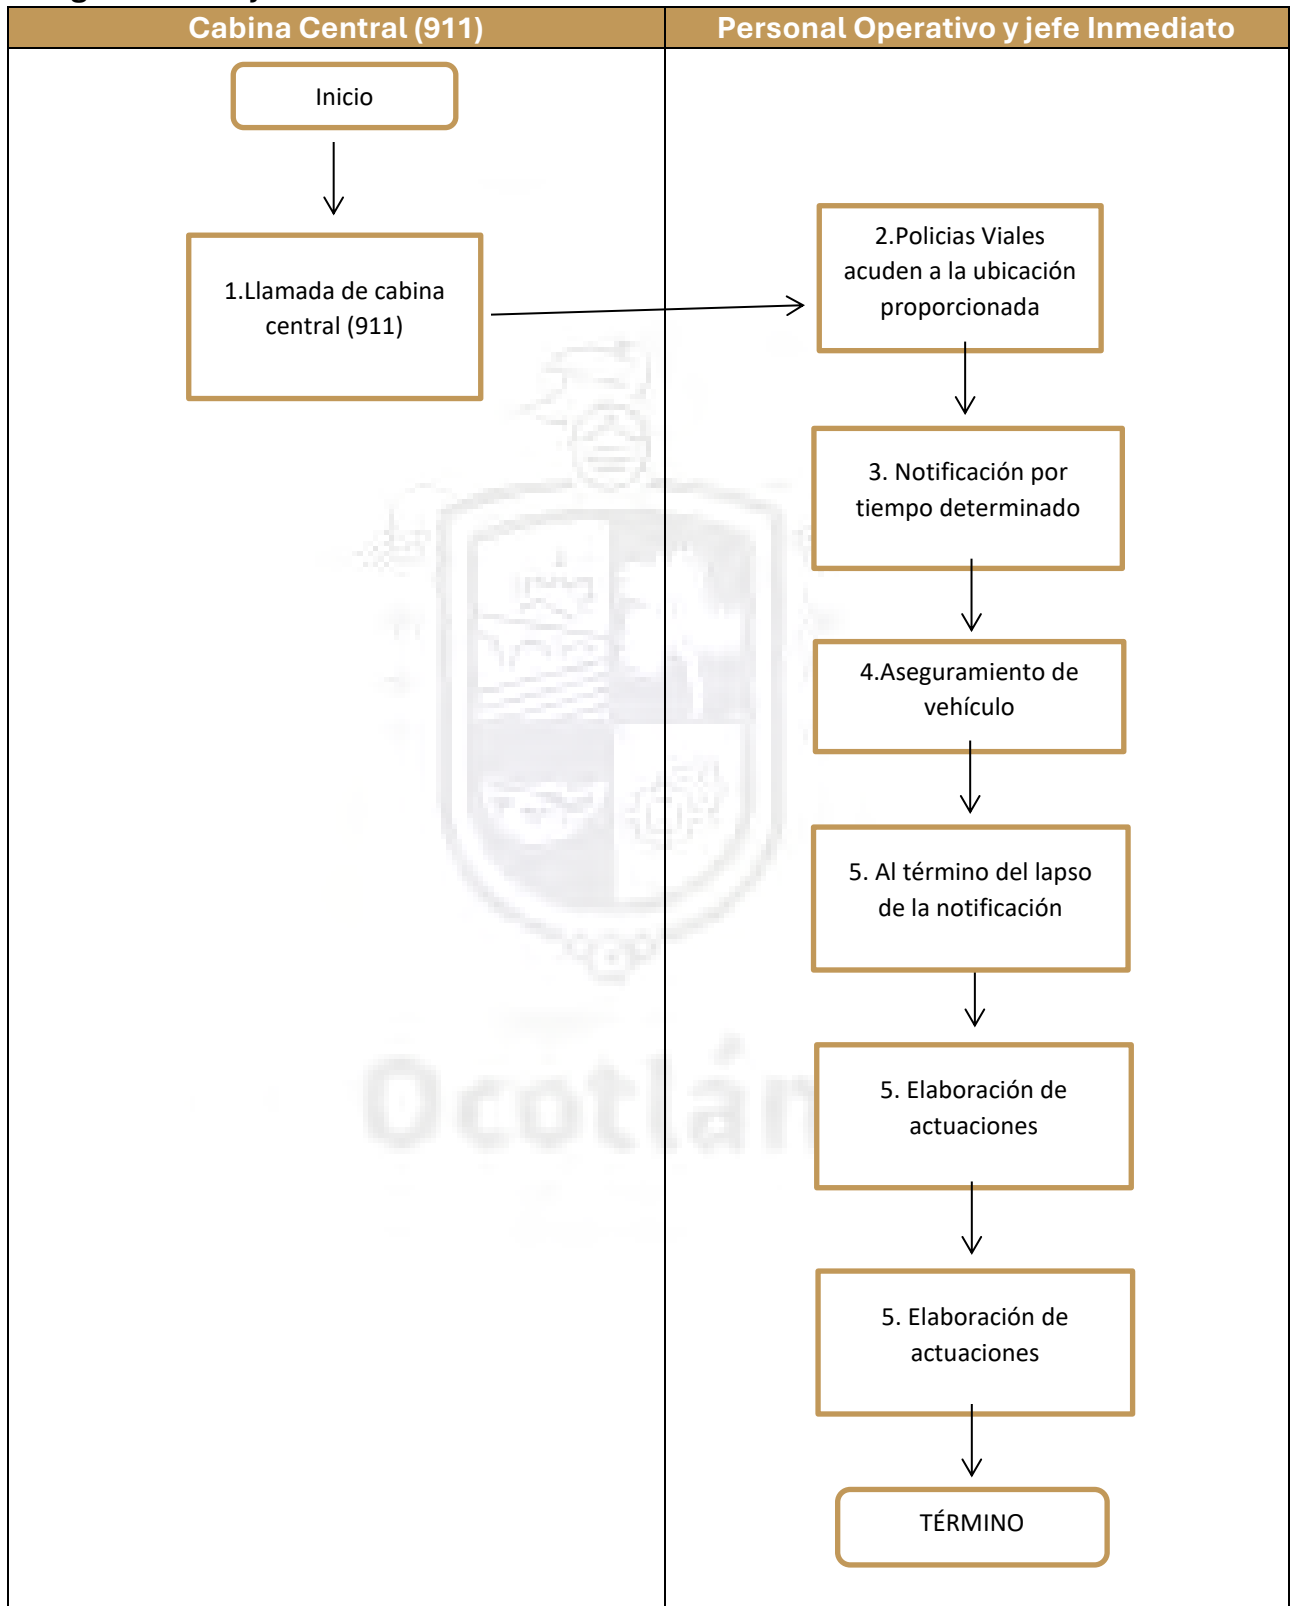 Cabina Central (911)
Personal Operativo y jefe Inmediato
Inicio
1.Llamada de cabina
central (911)
2.Policias Viales
acuden a la ubicación
proporcionada
3. Notificación por
tiempo determinado
4.Aseguramiento de
vehículo
5. Al término del lapso
de la notificación
5. Elaboración de
actuaciones
5. Elaboración de
actuaciones
TÉRMINO
Ocotlán